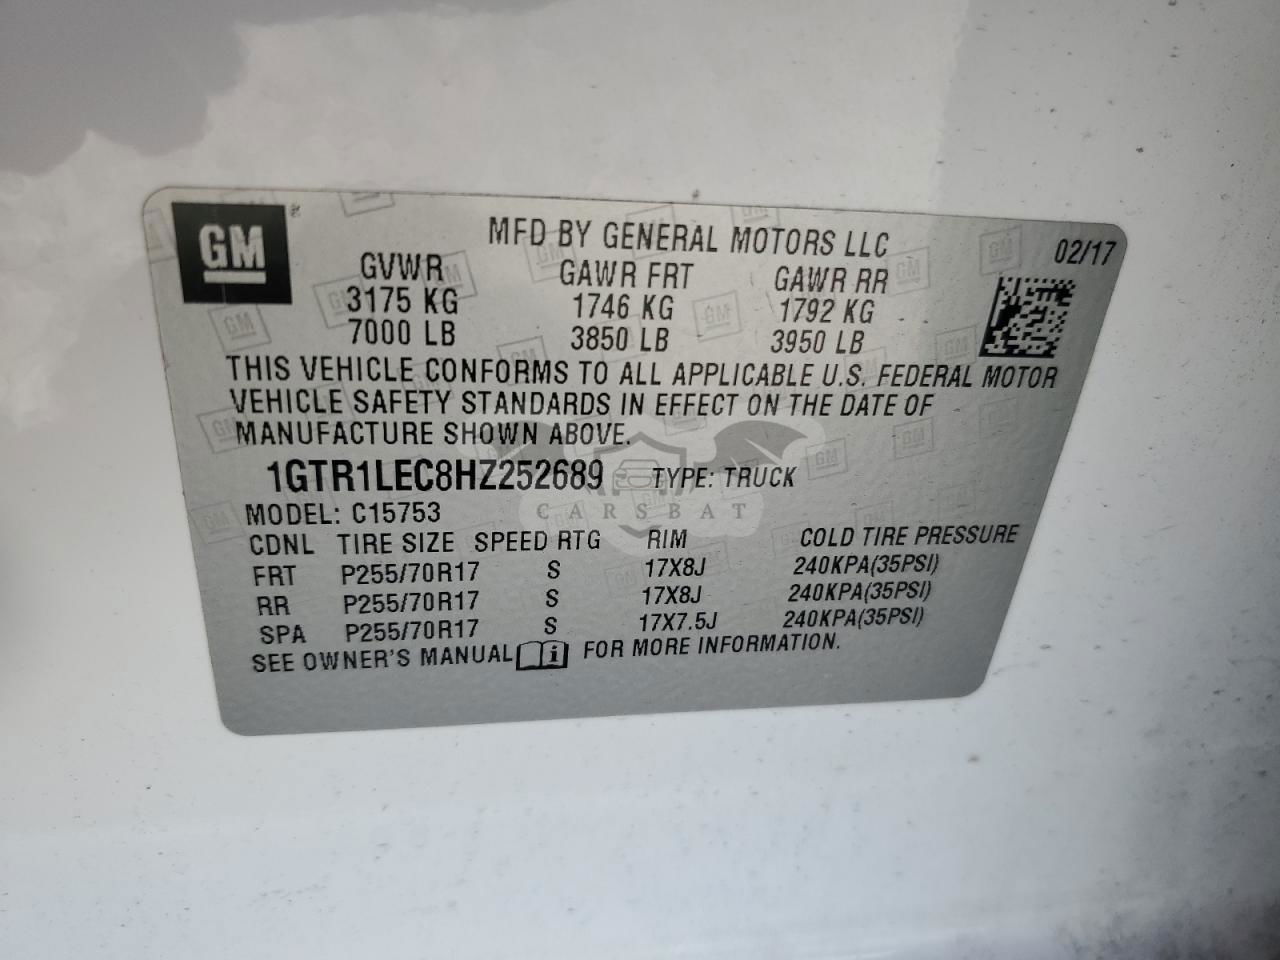 GM ®
MFD BY GENERAL MOTORS LLC 02/17
GVWR GAWR FRT GAWR RR
3175 KG 1746 KG 1792 KG
7000 LB 3850 LB 3950 LB
THIS VEHICLE CONFORMS TO ALL APPLICABLE U.S. FEDERAL MOTOR
VEHICLE SAFETY STANDARDS IN EFFECT ON THE DATE OF
MANUFACTURE SHOWN ABOVE.
1GTR1LEC8HZ252689 TYPE: TRUCK
MODEL: C15753
CARSBAT
CDNL TIRE SIZE SPEED RTG RIM COLD TIRE PRESSURE
FRT P255/70R17 S 17X8J 240KPA(35PSI)
RR P255/70R17 S 17X8J 240KPA(35PSI)
SPA P255/70R17 S 17X7.5J 240KPA(35PSI)
SEE OWNER'S MANUAL i FOR MORE INFORMATION.